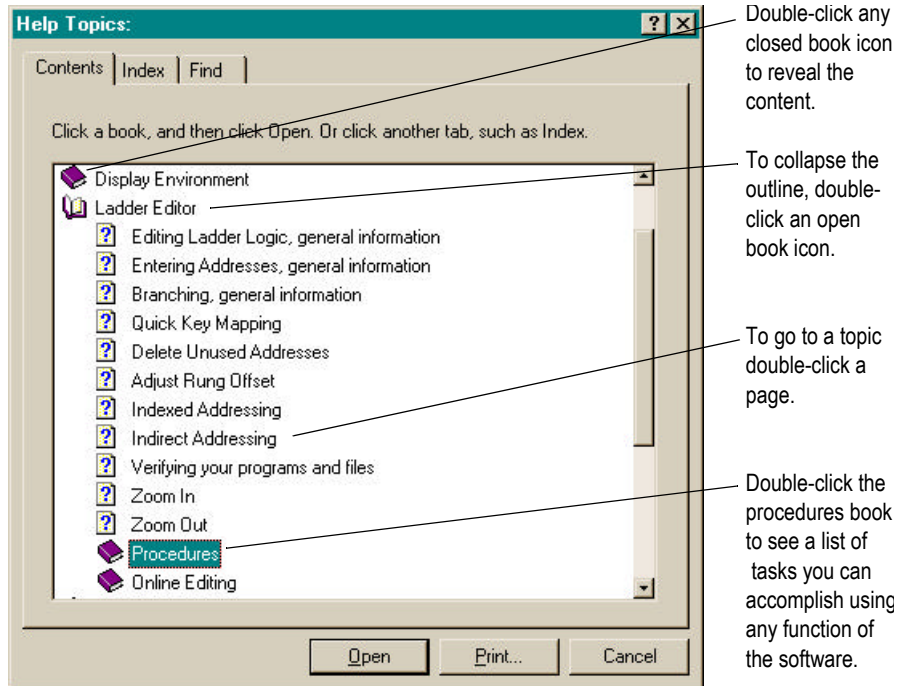 Help Topics:
Contents
Index
Find
Click a book, and then click Open. Or click another tab, such as Index.
Display Environment
Ladder Editor
Editing Ladder Logic, general information
Entering Addresses, general information
Branching, general information
Quick Key Mapping
Delete Unused Addresses
Adjust Rung Offset
Indexed Addressing
Indirect Addressing
Verifying your programs and files
Zoom In
Zoom Out
Procedures
Online Editing
Open
Print...
Cancel
Double-click any
closed book icon
to reveal the
content.
To collapse the
outline, double-
click an open
book icon.
To go to a topic
double-click a
page.
Double-click the
procedures book
to see a list of
tasks you can
accomplish using
any function of
the software.